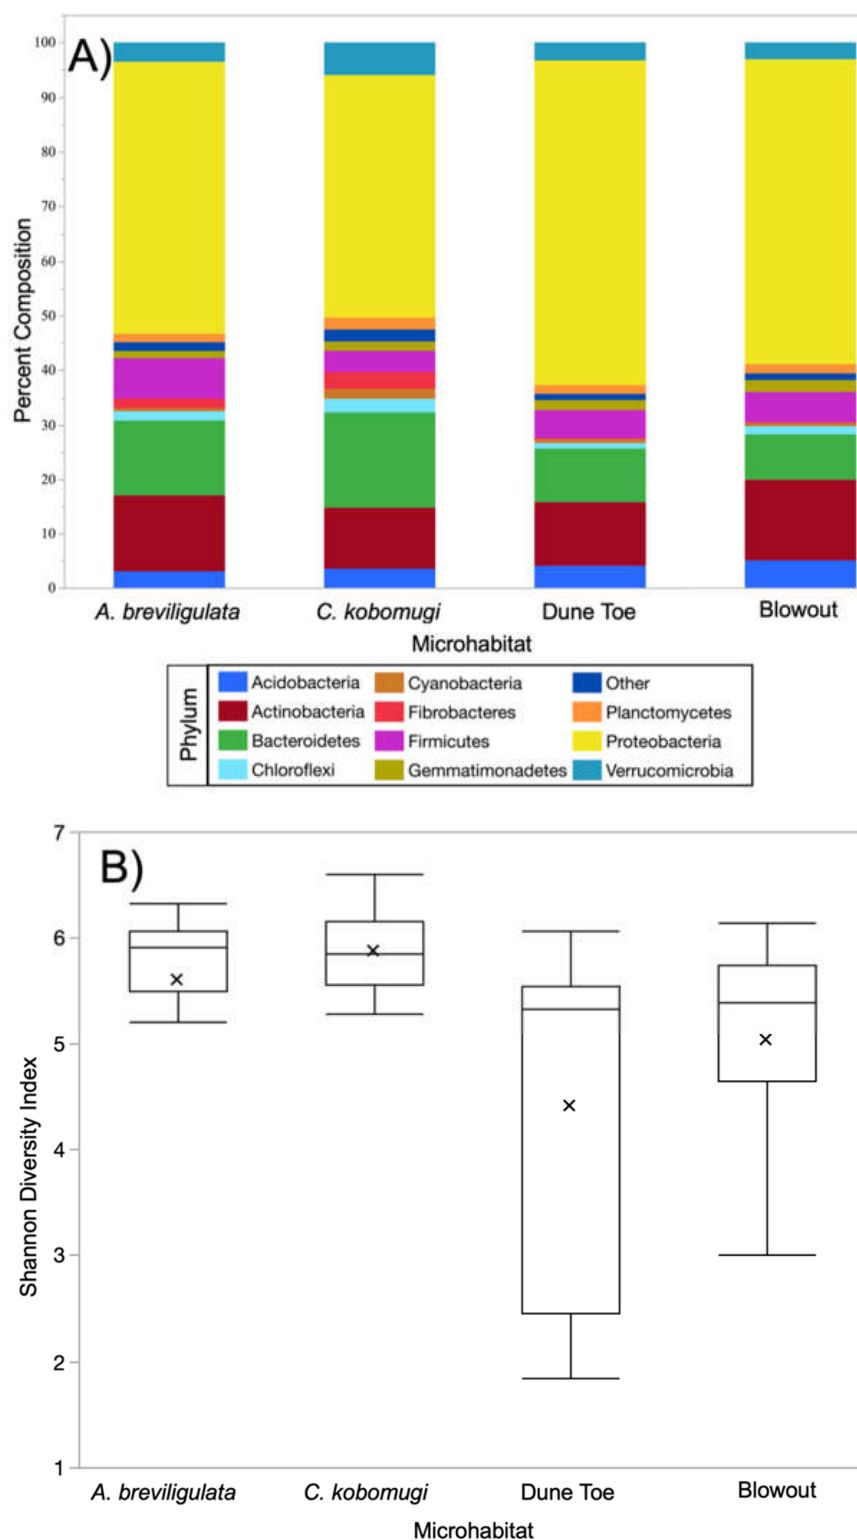 A)
100
90
80
70
60
50
40
30
20
10
0
Percent Composition
A. breviligulata C. kobomugi Dune Toe Blowout
Microhabitat
Phylum
Acidobacteria Cyanobacteria Other
Actinobacteria Fibrobacteres Planctomycetes
Bacteroidetes Firmicutes Proteobacteria
Chloroflexi Gemmatimonadetes Verrucomicrobia
B)
7
6
5
4
3
2
1
Shannon Diversity Index
A. breviligulata C. kobomugi Dune Toe Blowout
Microhabitat